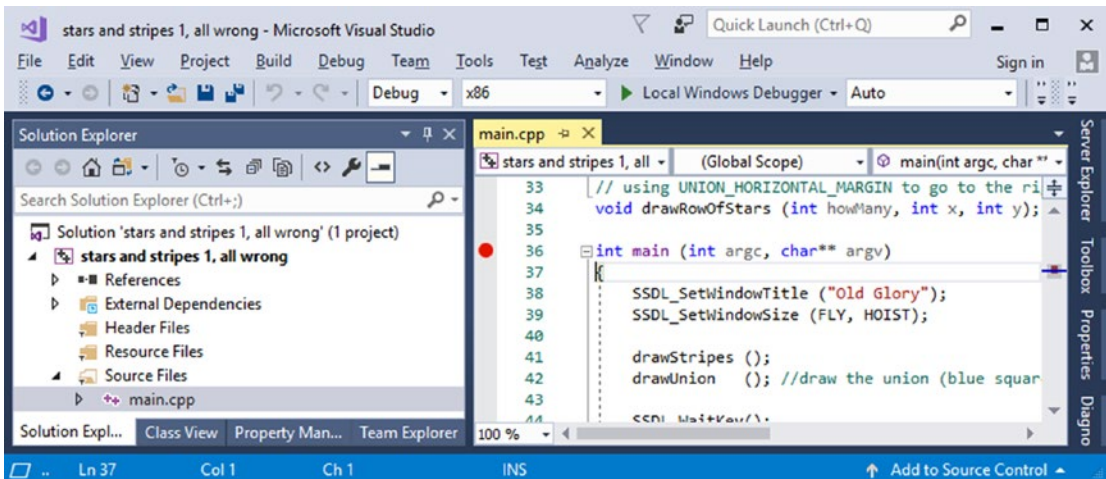 stars and stripes 1, all wrong - Microsoft Visual Studio
Quick Launch (Ctrl+Q)
File Edit View Project Build Debug Team Tools Test Analyze Window Help Sign in
Debug x86 Local Windows Debugger Auto
Solution Explorer
Search Solution Explorer (Ctrl+;)
Solution 'stars and stripes 1, all wrong' (1 project)
stars and stripes 1, all wrong
References
External Dependencies
Header Files
Resource Files
Source Files
main.cpp
Solution Expl... Class View Property Man... Team Explorer
main.cpp
stars and stripes 1, all (Global Scope) main(int argc, char **
33 // using UNION_HORIZONTAL_MARGIN to go to the ri
34 void drawRowOfStars (int howMany, int x, int y);
35
36 int main (int argc, char** argv)
37 {
38 SSDL_SetWindowTitle ("Old Glory");
39 SSDL_SetWindowSize (FLY, HOIST);
40
41 drawStripes ();
42 drawUnion (); //draw the union (blue squar
43
44 SSDL_WaitKey();
100 %
Server Explorer
Toolbox
Properties
Diagno
.. Ln 37 Col 1 Ch 1 INS Add to Source Control